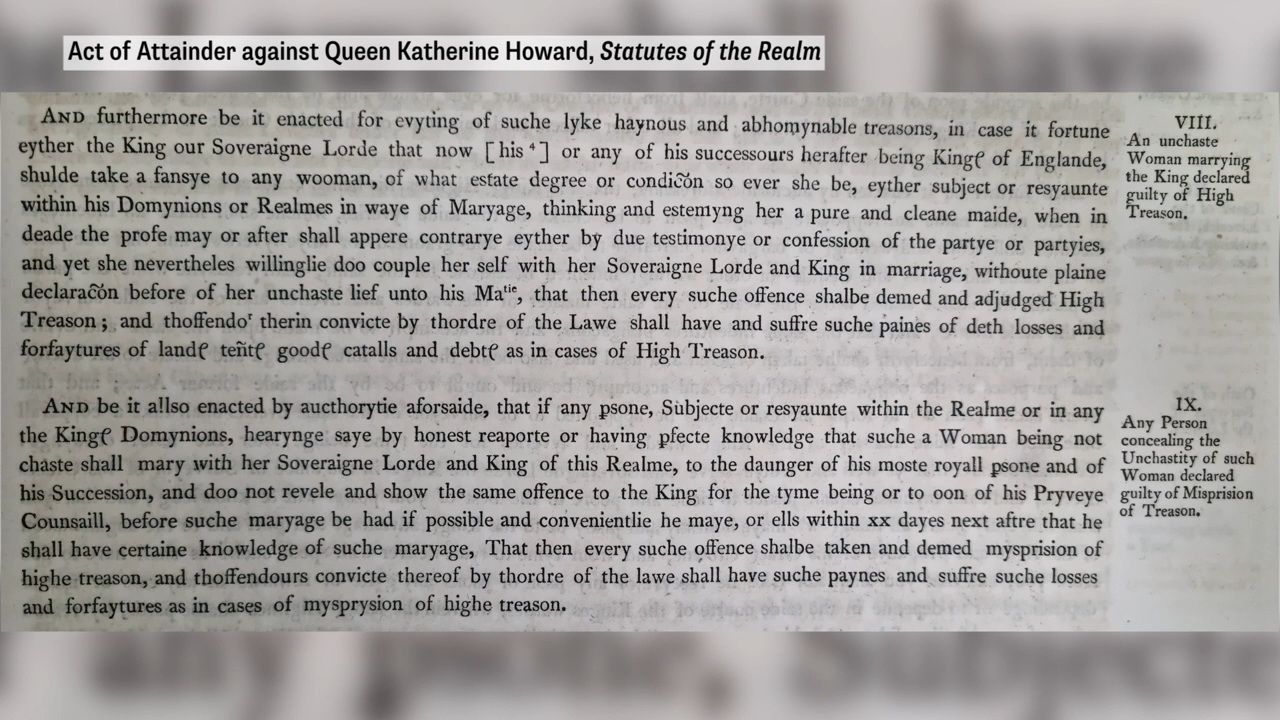 Act of Attainder against Queen Katherine Howard, Statutes of the Realm
AND furthermore be it enacted for evyting of suche lyke haynous and abhomynable treasons, in case it fortune
eyther the King our Soveraigne Lorde that now [his ⁴] or any of his successours herafter being Kingꝭ of Englande,
shulde take a fansye to any wooman, of what estate degree or condic͠on so ever she be, eyther subject or resyaunte
within his Domynions or Realmes in waye of Maryage, thinking and estemyng her a pure and cleane maide, when in
deade the profe may or after shall appere contrarye eyther by due testimonye or confession of the partye or partyies,
and yet she nevertheles willinglie doo couple her self with her Soveraigne Lorde and King in marriage, withoute plaine
declarac͠on before of her unchaste lief unto his Maᵗⁱᵉ, that then every suche offence shalbe demed and adjudged High
Treason; and thoffendoʳ therin convicte by thordre of the Lawe shall have and suffre suche paines of deth losses and
forfaytures of landꝭ teñtꝭ goodꝭ catalls and debtꝭ as in cases of High Treason.
VIII.
An unchaste
Woman marrying
the King declared
guilty of High
Treason.
AND be it allso enacted by aucthorytie aforsaide, that if any ꝑsone, Subjecte or resyaunte within the Realme or in any
the Kingꝭ Domynions, hearynge saye by honest reaporte or having ꝑfecte knowledge that suche a Woman being not
chaste shall mary with her Soveraigne Lorde and King of this Realme, to the daunger of his moste royall ꝑsone and of
his Succession, and doo not revele and show the same offence to the King for the tyme being or to oon of his Pryveye
Counsaill, before suche maryage be had if possible and convenientlie he maye, or ells within xx dayes next aftre that he
shall have certaine knowledge of suche maryage, That then every suche offence shalbe taken and demed mysprision of
highe treason, and thoffendours convicte thereof by thordre of the lawe shall have suche paynes and suffre suche losses
and forfaytures as in cases of mysprysion of highe treason.
IX.
Any Person
concealing the
Unchastity of such
Woman declared
guilty of Misprision
of Treason.